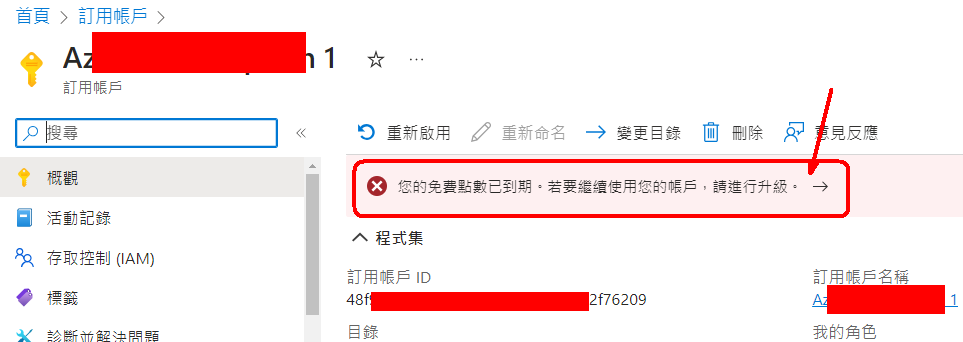 首頁 > 訂用帳戶 >
Az 1
訂用帳戶
搜尋
重新啟用 重新命名 變更目錄 刪除 意見反應
概觀
活動記錄
存取控制 (IAM)
標籤
診斷並解決問題
您的免費點數已到期。若要繼續使用您的帳戶，請進行升級。 →
程式集
訂用帳戶 ID
48f 2f76209
目錄
訂用帳戶名稱
Az 1
我的角色